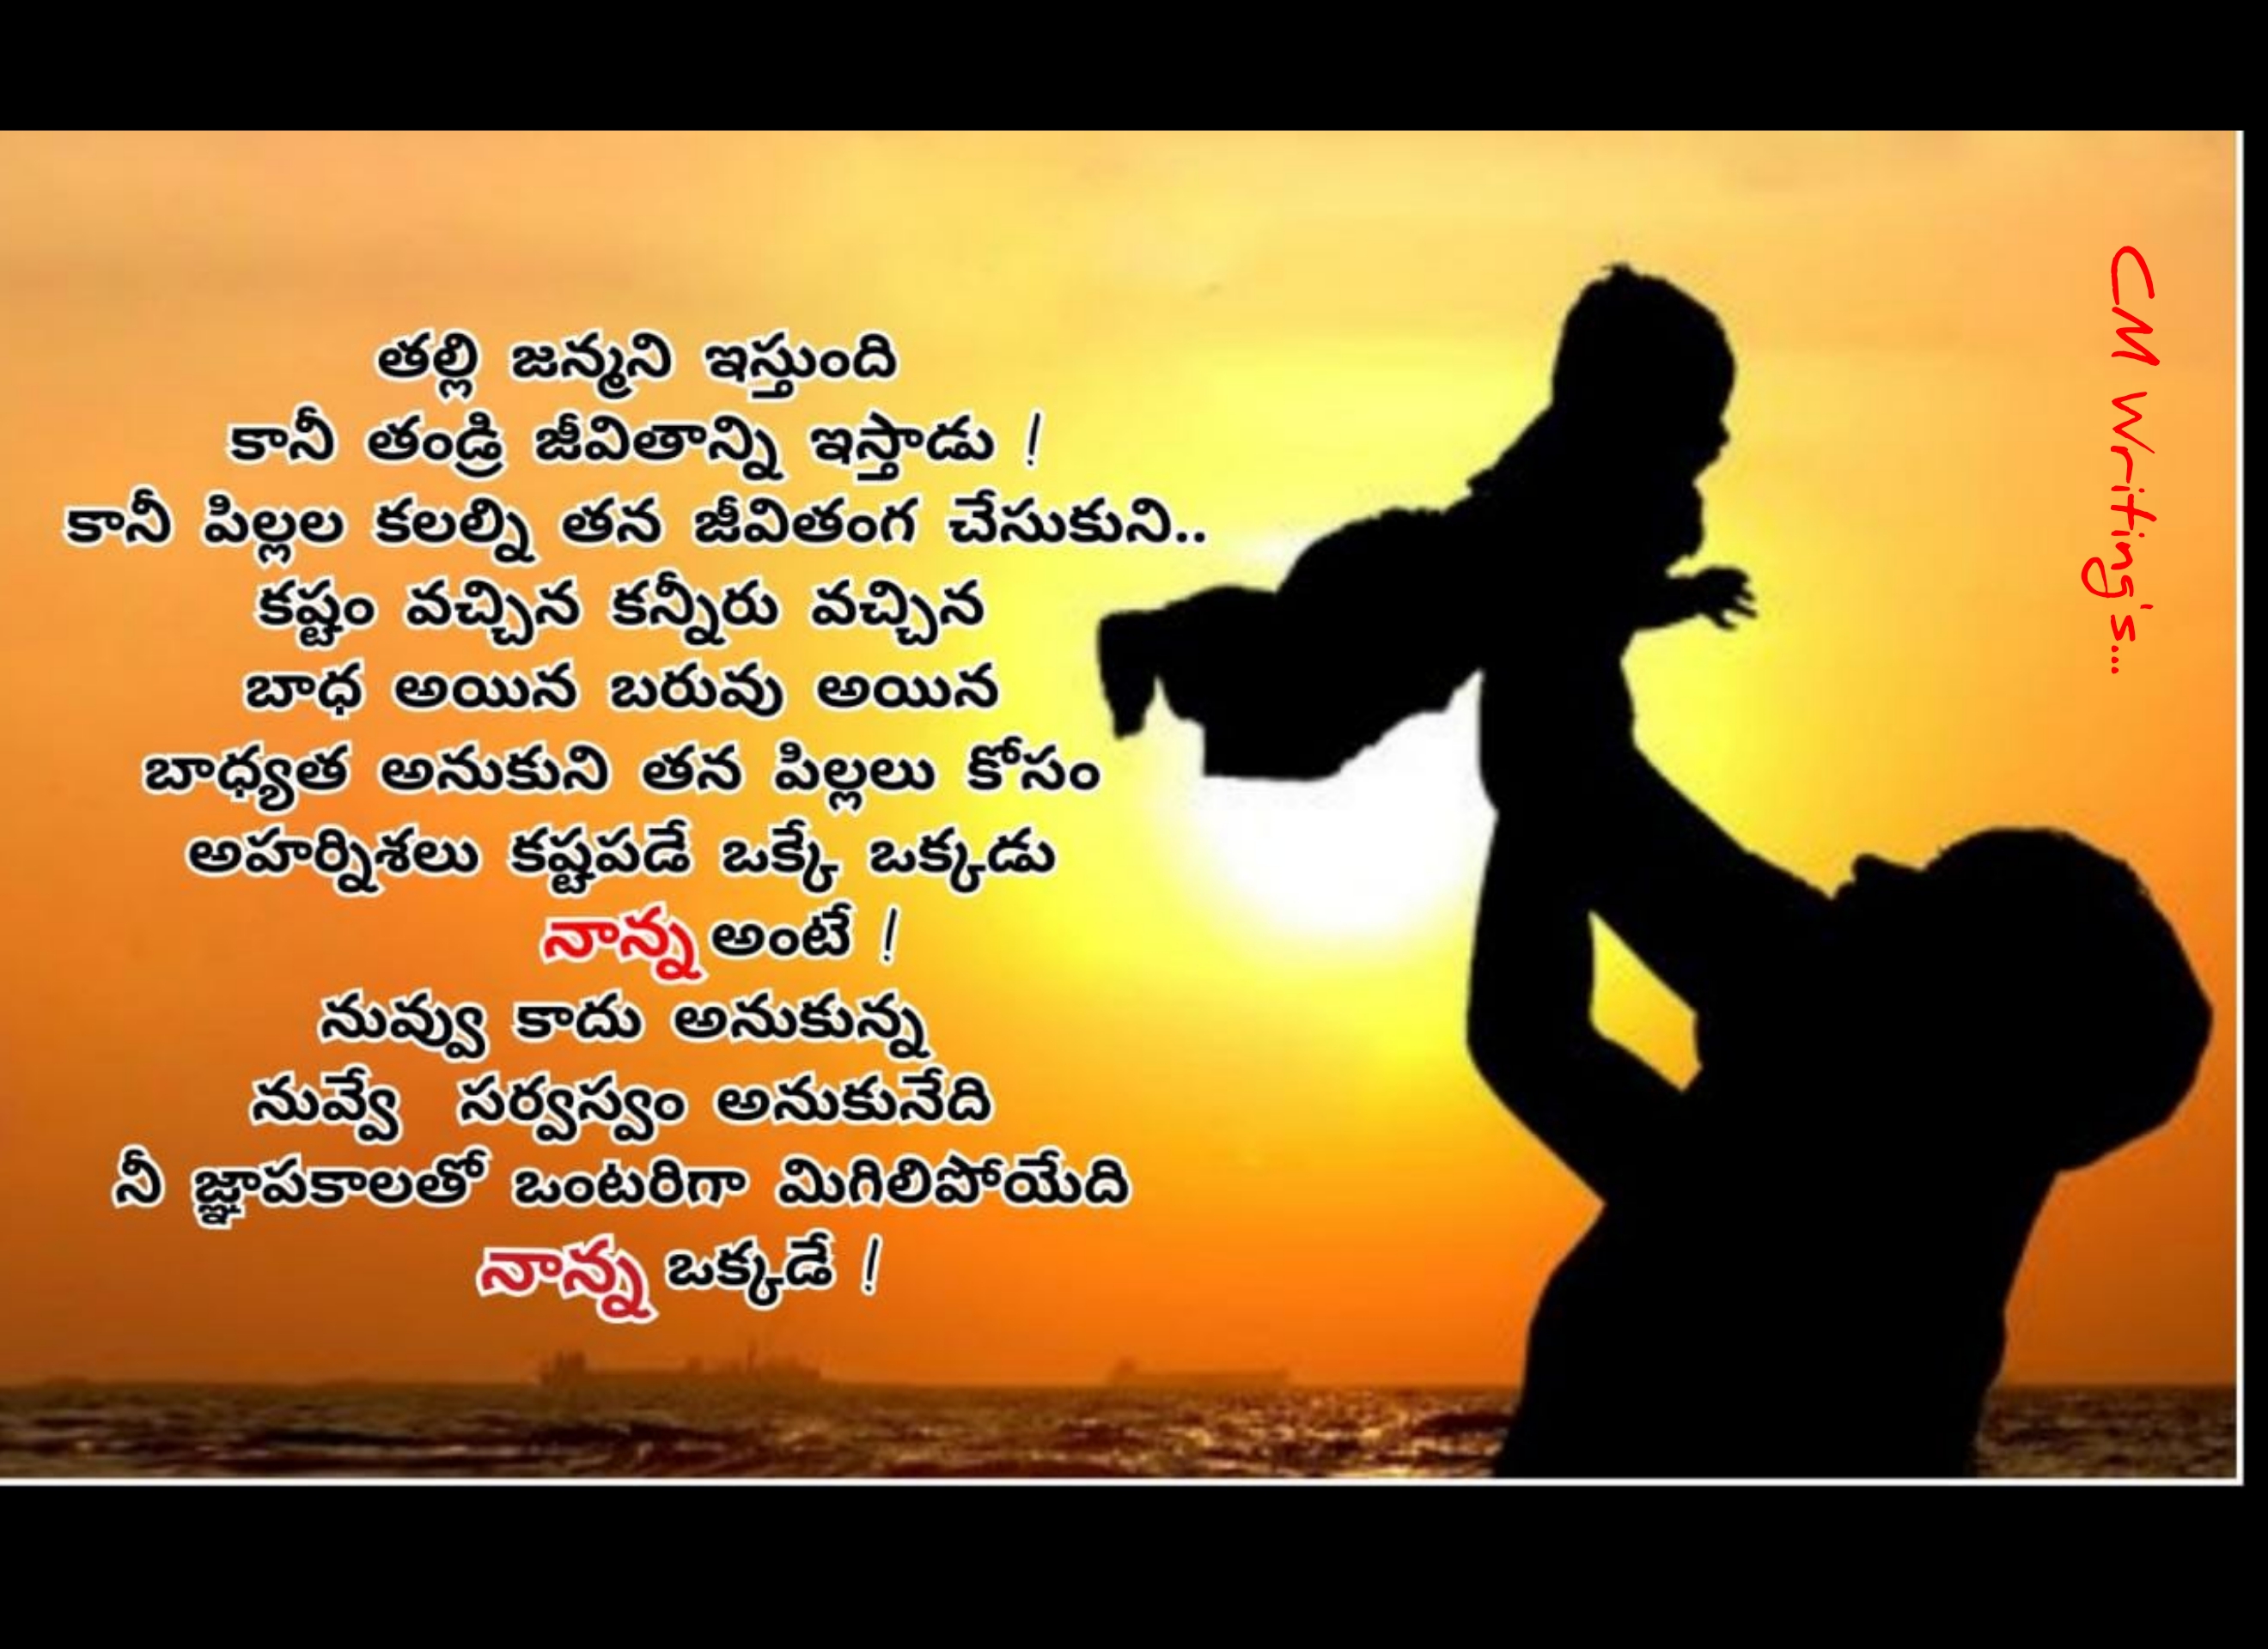 తల్లి జన్మని ఇస్తుంది
కానీ తండ్రి జీవితాన్ని ఇస్తాడు !
కానీ పిల్లల కలల్ని తన జీవితంగ చేసుకుని..
కష్టం వచ్చిన కన్నీరు వచ్చిన
బాధ అయిన బరువు అయిన
బాధ్యత అనుకుని తన పిల్లలు కోసం
అహర్నిశలు కష్టపడే ఒక్కే ఒక్కడు
నాన్న అంటే !
నువ్వు కాదు అనుకున్న
నువ్వే సర్వస్వం అనుకునేది
నీ జ్ఞాపకాలతో ఒంటరిగా మిగిలిపోయేది
నాన్న ఒక్కడే !
CM Writing's...